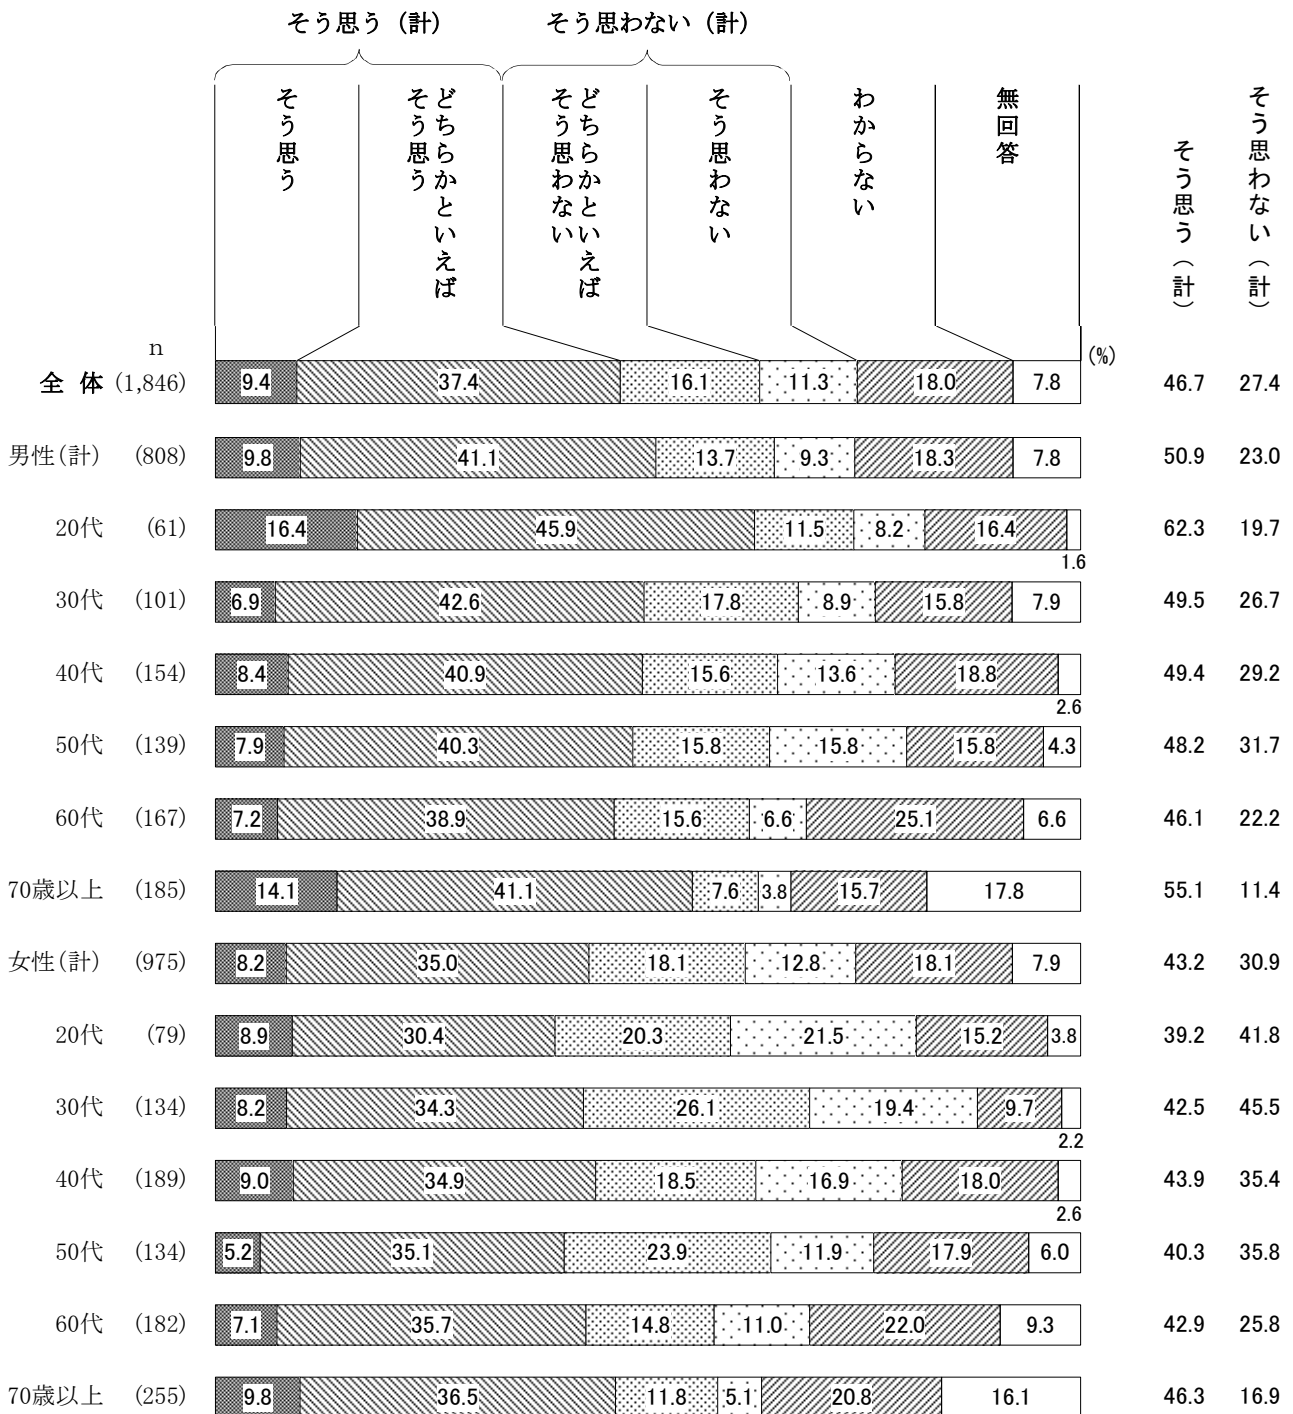 そう思う（計）
そう思わない（計）
そう思う
どちらかといえば
そう思う
どちらかといえば
そう思わない
そう思わない
わからない
無回答
そう思う（計）
そう思わない（計）
n
(%)
全 体 (1,846) 9.4 37.4 16.1 11.3 18.0 7.8 46.7 27.4
男性(計) (808) 9.8 41.1 13.7 9.3 18.3 7.8 50.9 23.0
20代 (61) 16.4 45.9 11.5 8.2 16.4 1.6 62.3 19.7
30代 (101) 6.9 42.6 17.8 8.9 15.8 7.9 49.5 26.7
40代 (154) 8.4 40.9 15.6 13.6 18.8 2.6 49.4 29.2
50代 (139) 7.9 40.3 15.8 15.8 15.8 4.3 48.2 31.7
60代 (167) 7.2 38.9 15.6 6.6 25.1 6.6 46.1 22.2
70歳以上 (185) 14.1 41.1 7.6 3.8 15.7 17.8 55.1 11.4
女性(計) (975) 8.2 35.0 18.1 12.8 18.1 7.9 43.2 30.9
20代 (79) 8.9 30.4 20.3 21.5 15.2 3.8 39.2 41.8
30代 (134) 8.2 34.3 26.1 19.4 9.7 2.2 42.5 45.5
40代 (189) 9.0 34.9 18.5 16.9 18.0 2.6 43.9 35.4
50代 (134) 5.2 35.1 23.9 11.9 17.9 6.0 40.3 35.8
60代 (182) 7.1 35.7 14.8 11.0 22.0 9.3 42.9 25.8
70歳以上 (255) 9.8 36.5 11.8 5.1 20.8 16.1 46.3 16.9